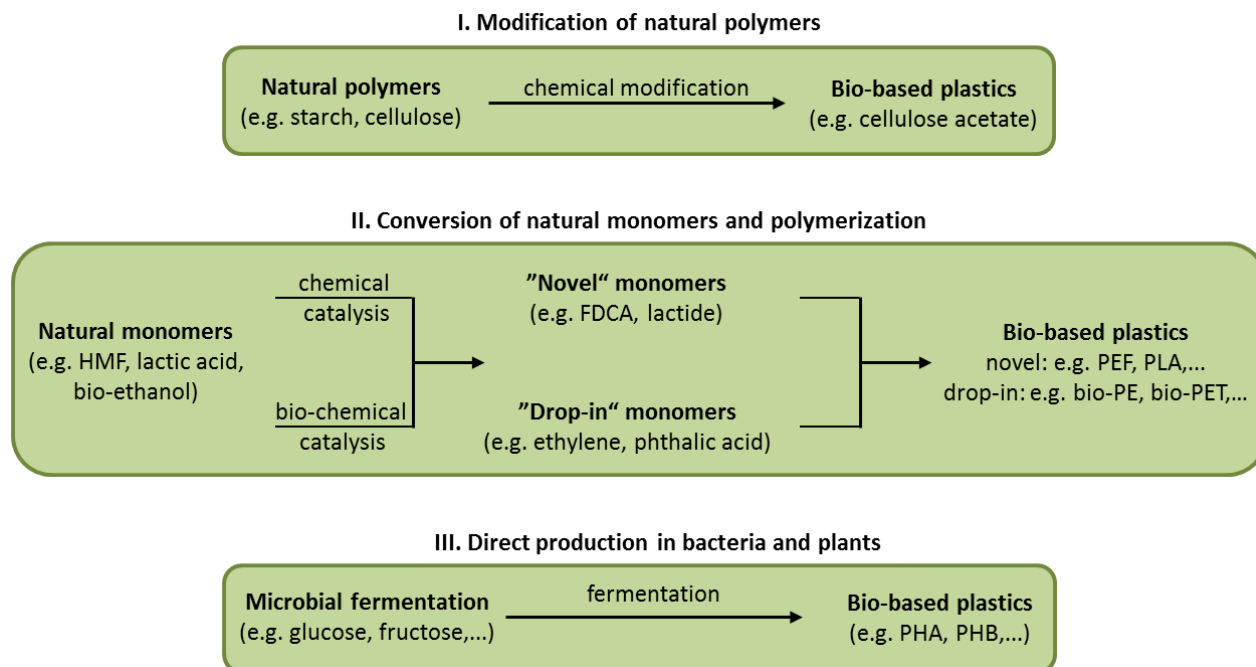 I. Modification of natural polymers
Natural polymers
(e.g. starch, cellulose)
chemical modification
Bio-based plastics
(e.g. cellulose acetate)
II. Conversion of natural monomers and polymerization
Natural monomers
(e.g. HMF, lactic acid,
bio-ethanol)
chemical
catalysis
bio-chemical
catalysis
”Novel“ monomers
(e.g. FDCA, lactide)
”Drop-in“ monomers
(e.g. ethylene, phthalic acid)
Bio-based plastics
novel: e.g. PEF, PLA,...
drop-in: e.g. bio-PE, bio-PET,...
III. Direct production in bacteria and plants
Microbial fermentation
(e.g. glucose, fructose,...)
fermentation
Bio-based plastics
(e.g. PHA, PHB,...)